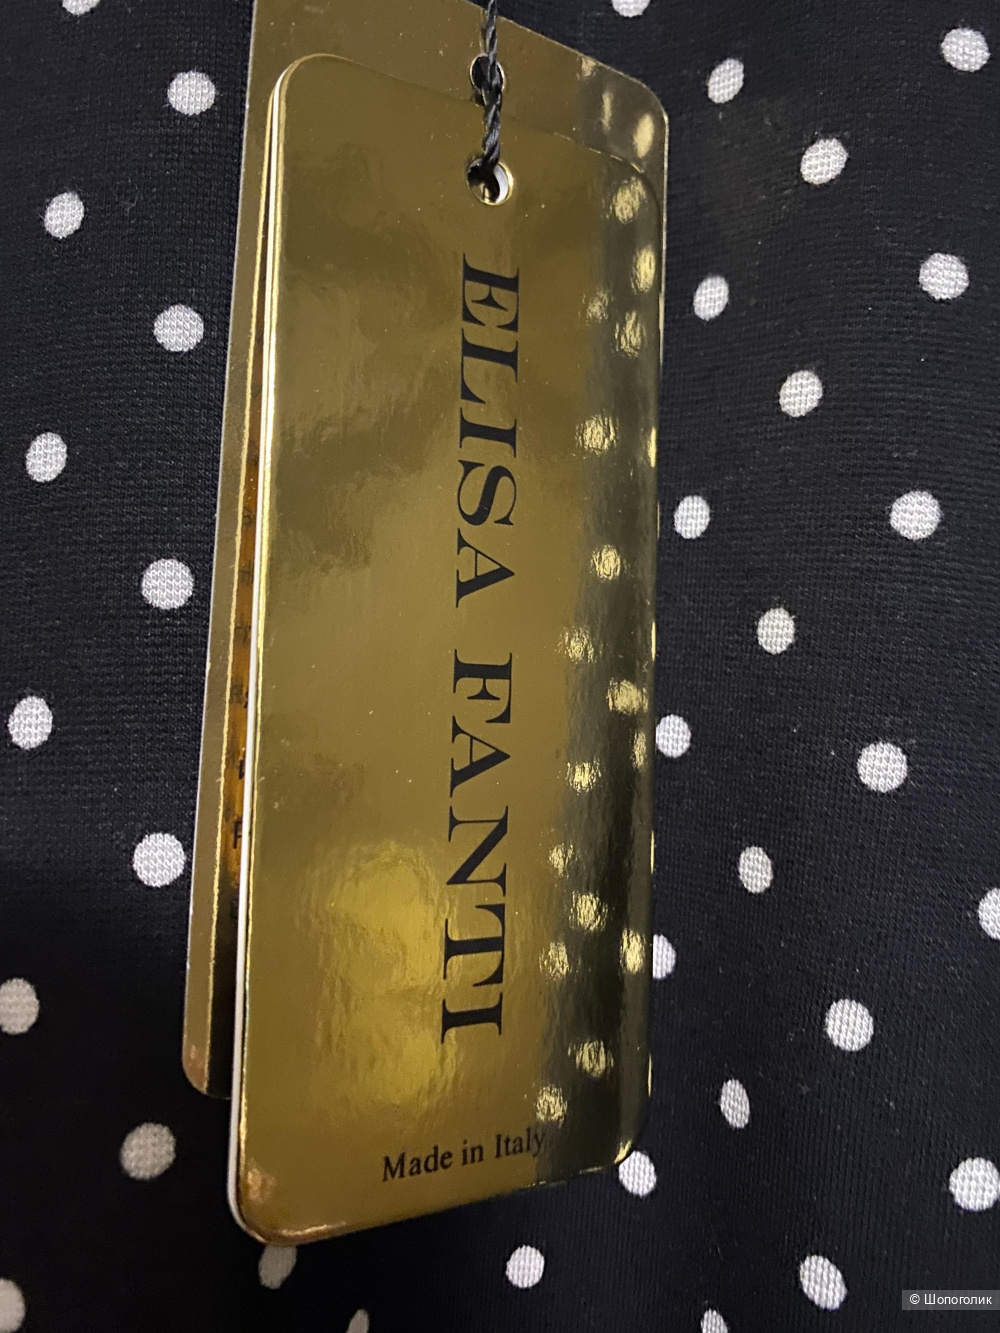 ELISA FANTI
Made in Italy
© Шопоголик